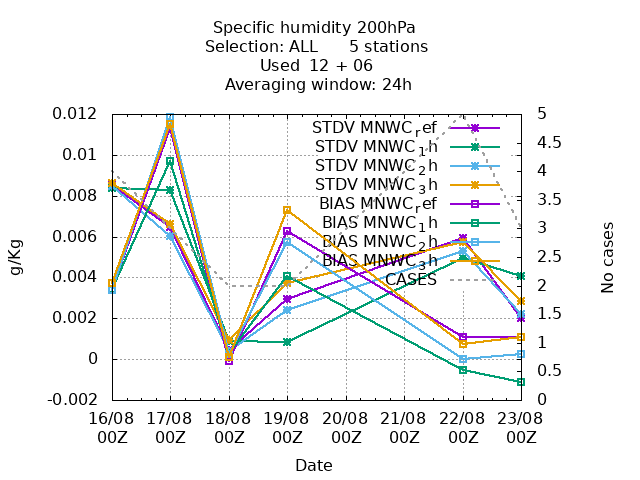 Specific humidity 200hPa
Selection: ALL 5 stations
Used 12 + 06
Averaging window: 24h
0.012
0.01
0.008
0.006
0.004
0.002
0
-0.002
g/Kg
STDV MNWC_ref
STDV MNWC_1h
STDV MNWC_2h
STDV MNWC_3h
BIAS MNWC_ref
BIAS MNWC_1h
BIAS MNWC_2h
BIAS MNWC_3h
CASES
5
4.5
4
3.5
3
2.5
2
1.5
1
0.5
0
No cases
16/08 17/08 18/08 19/08 20/08 21/08 22/08 23/08
00Z 00Z 00Z 00Z 00Z 00Z 00Z 00Z
Date